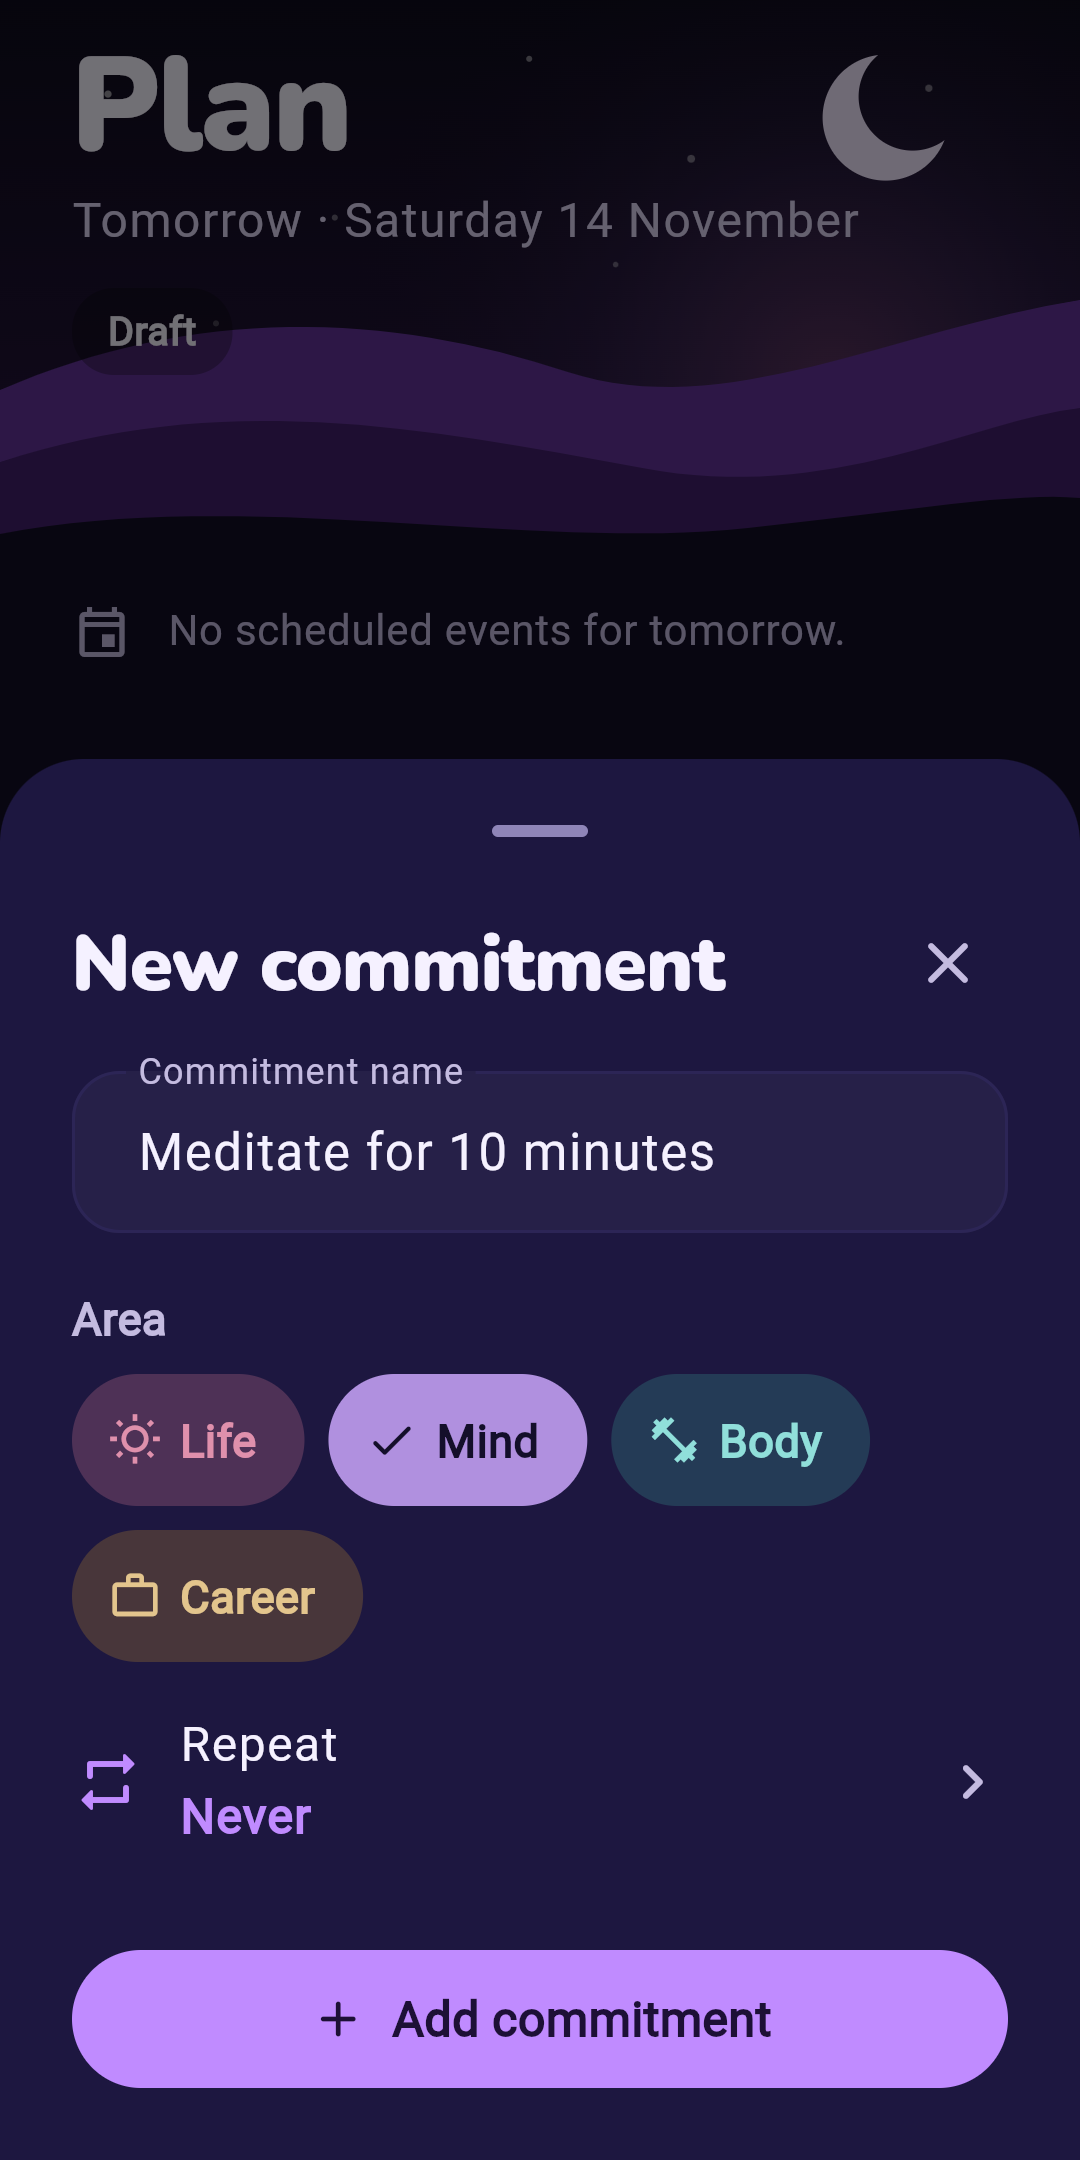 Plan
Tomorrow · Saturday 14 November
Draft
No scheduled events for tomorrow.
New commitment
Commitment name
Meditate for 10 minutes
Area
Life
Mind
Body
Career
Repeat
Never
Add commitment